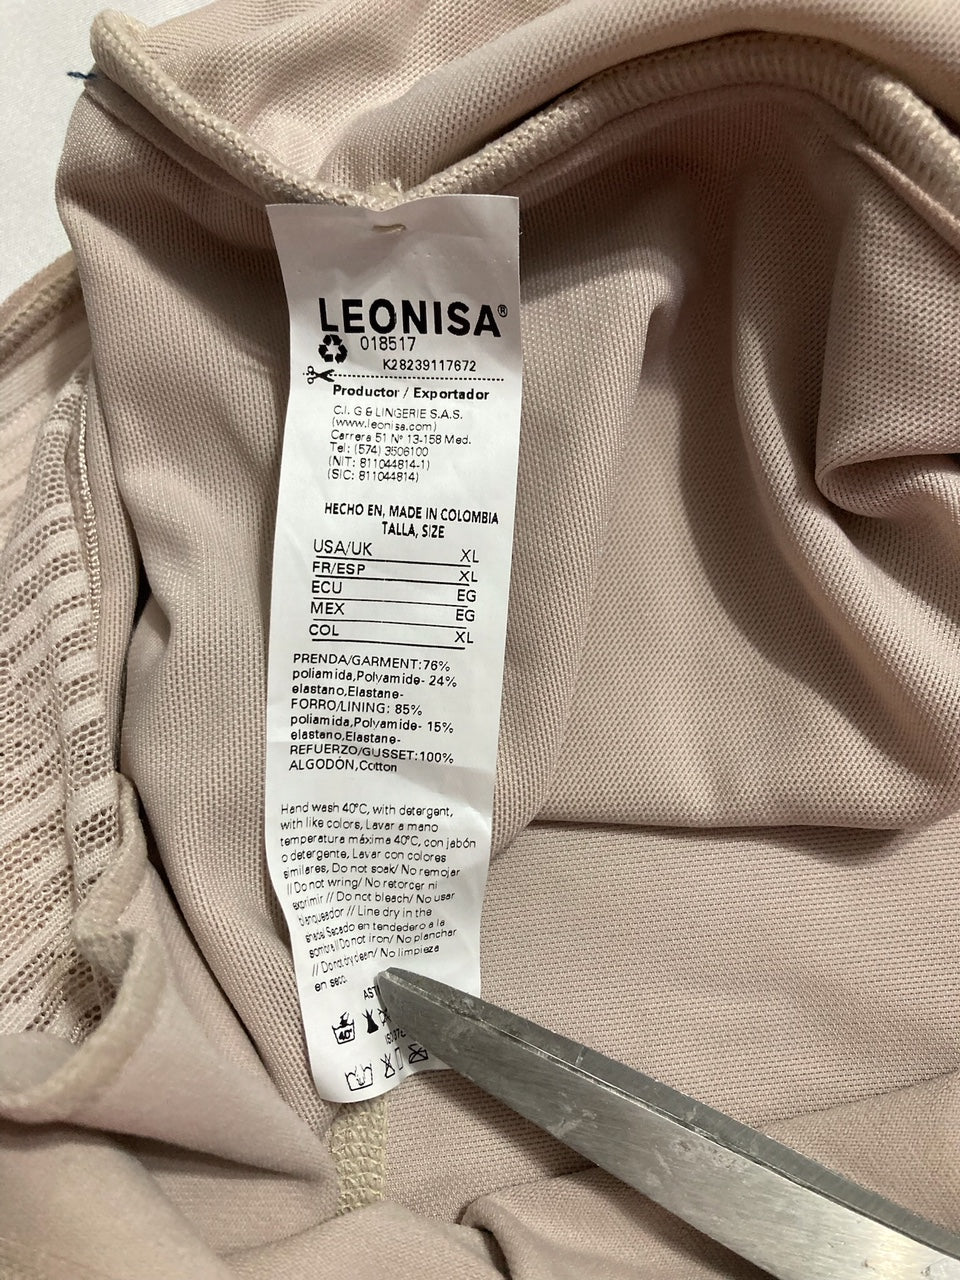 LEONISA®
018517
K28239117672
Productor / Exportador
C.I. G & LINGERIE S.A.S.
(www.leonisa.com)
Carrera 51 Nº 13-158 Med.
Tel: (574) 3506100
(NIT: 811044814-1)
(SIC: 811044814)
HECHO EN, MADE IN COLOMBIA
TALLA, SIZE
USA/UK XL
FR/ESP XL
ECU EG
MEX EG
COL XL
PRENDA/GARMENT:76%
poliamida,Polyamide- 24%
elastano,Elastane-
FORRO/LINING: 85%
poliamida,Polyamide- 15%
elastano,Elastane-
REFUERZO/GUSSET:100%
ALGODÓN,Cotton
Hand wash 40°C, with detergent,
with like colors, Lavar a mano
temperatura máxima 40°C, con jabón
o detergente, Lavar con colores
similares, Do not soak/ No remojar
// Do not wring/ No retorcer ni
exprimir // Do not bleach/ No usar
blanqueador // Line dry in the
shade/ Secado en tendedero a la
sombra // Do not iron/ No planchar
// Do not dry clean/ No limpieza
en seco.
40°